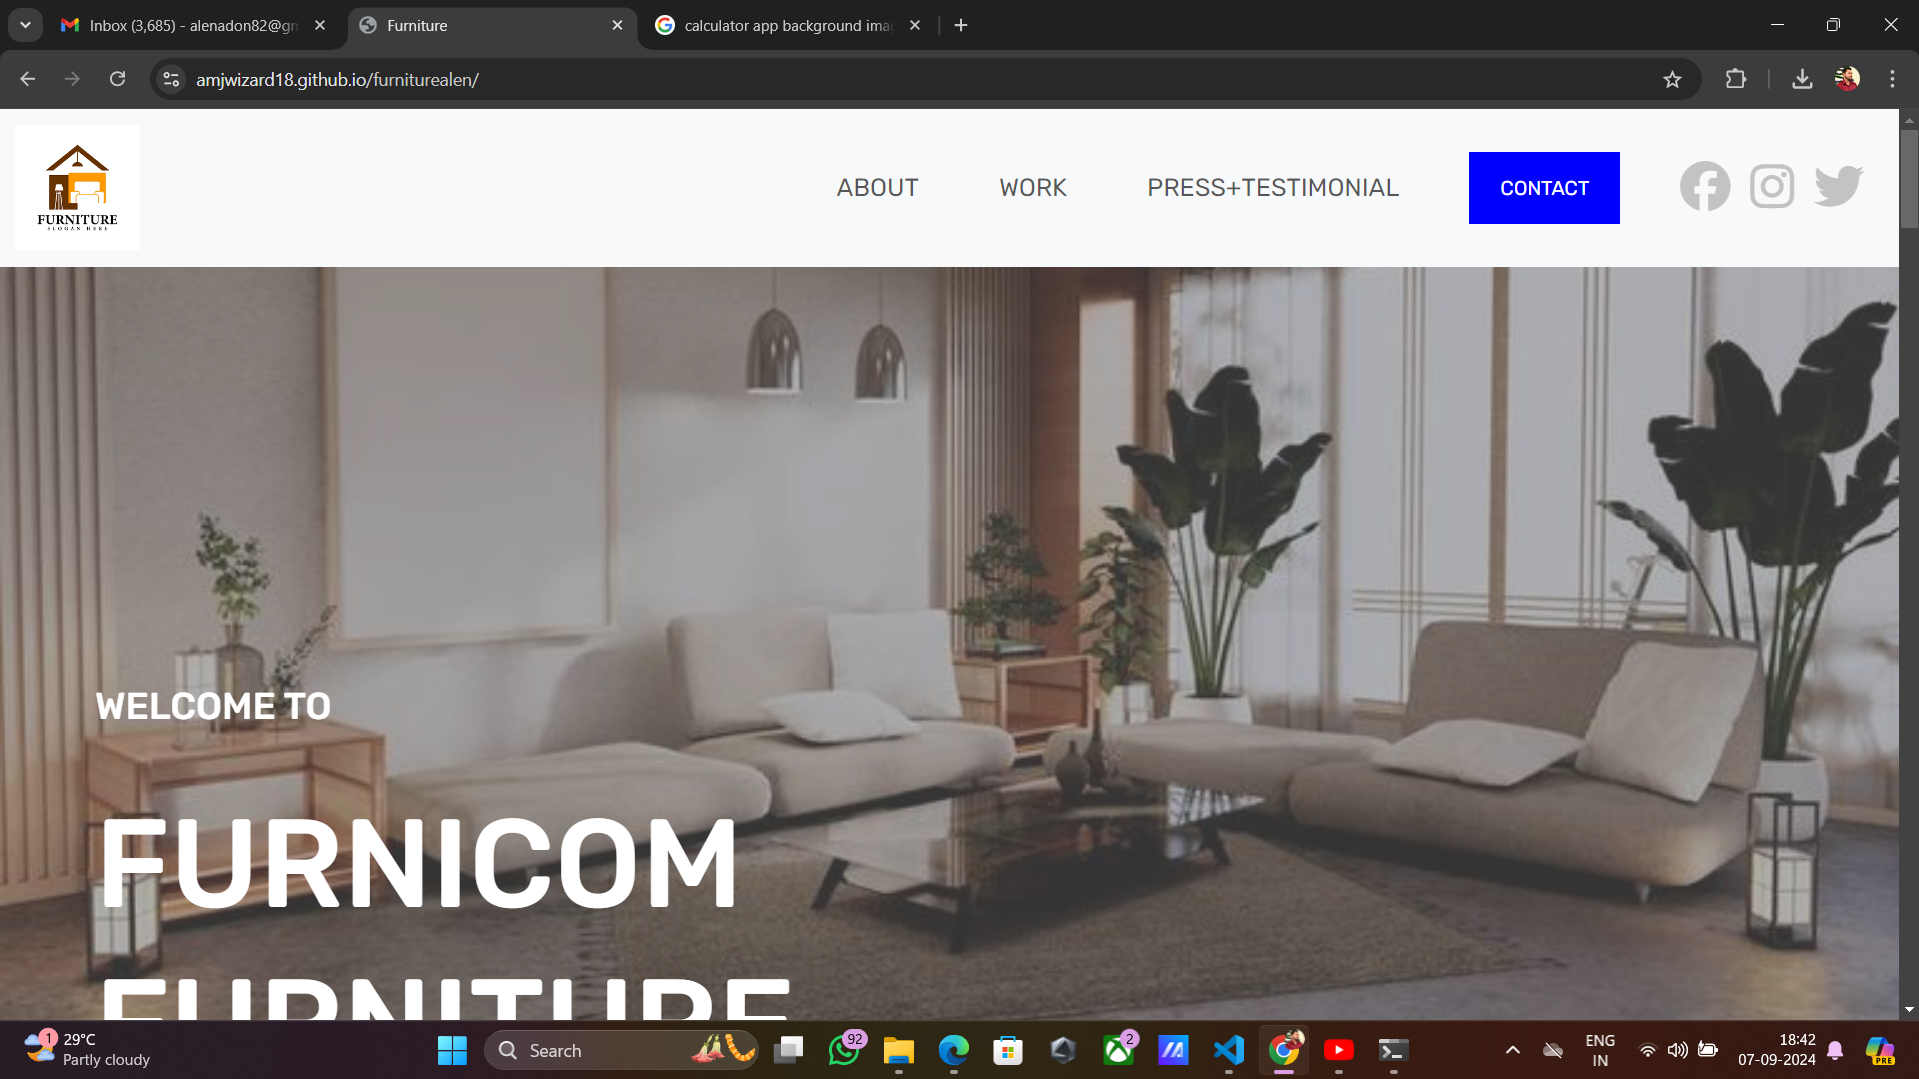 Inbox (3,685) - alenadon82@gm
Furniture
calculator app background ima
amjwizard18.github.io/furniturealen/
FURNITURE
SLOGAN HERE
ABOUT
WORK
PRESS+TESTIMONIAL
CONTACT
WELCOME TO
FURNICOM
FURNITURE
1
29°C
Partly cloudy
Search
92
2
ENG
IN
18:42
07-09-2024
PRE